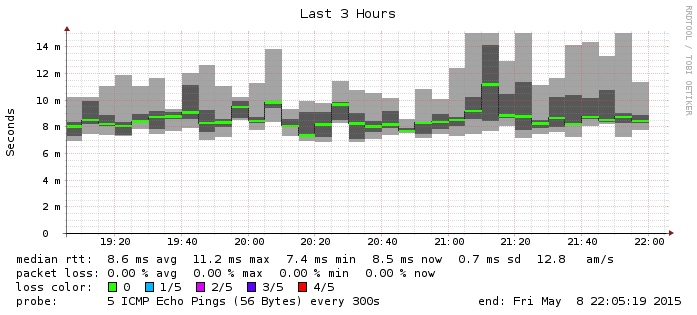 Last 3 Hours
RRDTOOL / TOBI OETIKER
Seconds
14 m
12 m
10 m
8 m
6 m
4 m
2 m
0
19:20 19:40 20:00 20:20 20:40 21:00 21:20 21:40 22:00
median rtt: 8.6 ms avg 11.2 ms max 7.4 ms min 8.5 ms now 0.7 ms sd 12.8 am/s
packet loss: 0.00 % avg 0.00 % max 0.00 % min 0.00 % now
loss color: 0 1/5 2/5 3/5 4/5
probe: 5 ICMP Echo Pings (56 Bytes) every 300s end: Fri May 8 22:05:19 2015